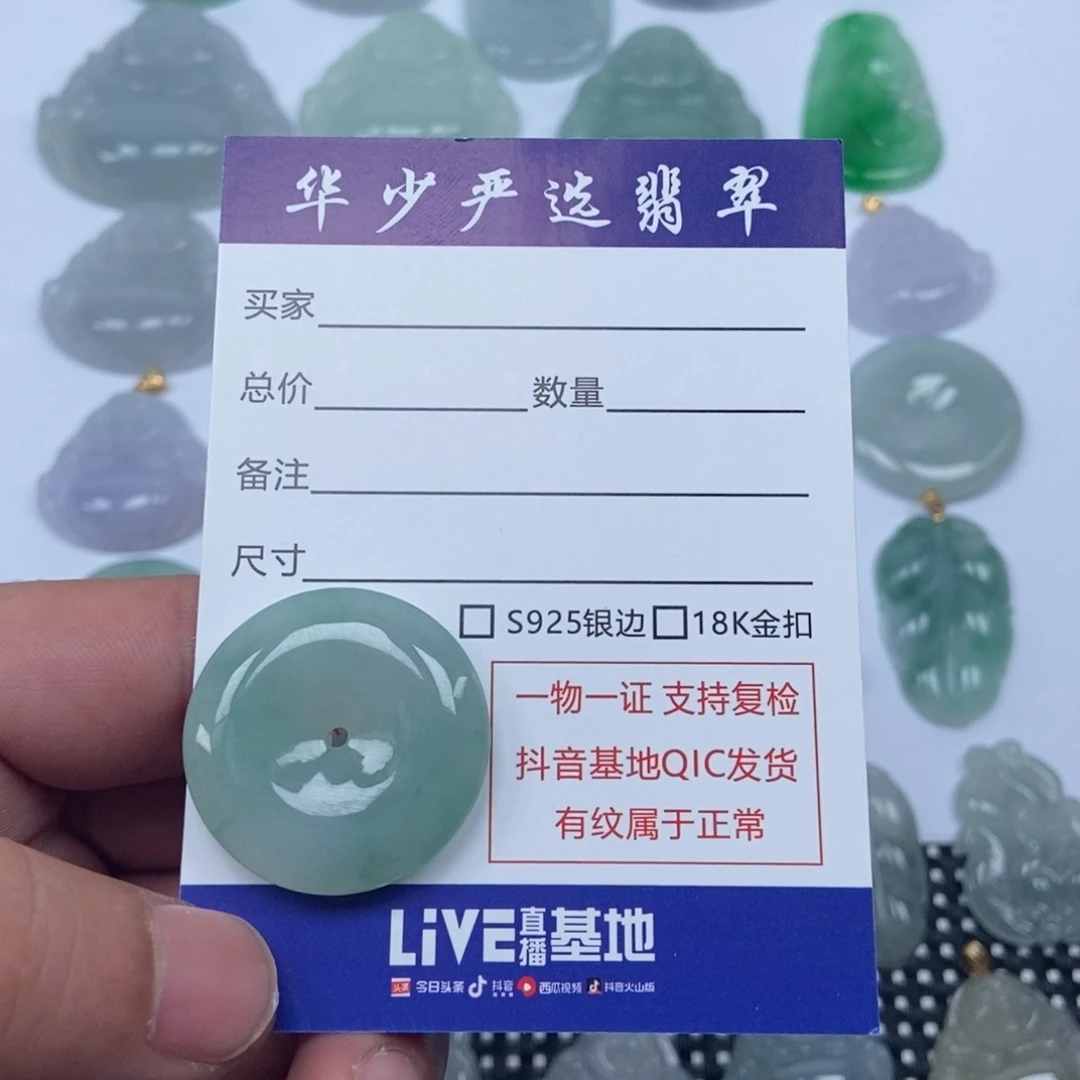 华少严选翡翠
买家
总价 数量
备注
尺寸
S925银边 18K金扣
一物一证 支持复检
抖音基地QIC发货
有纹属于正常
LiVE直播基地
头条 今日头条 抖音 西瓜视频 抖音火山版